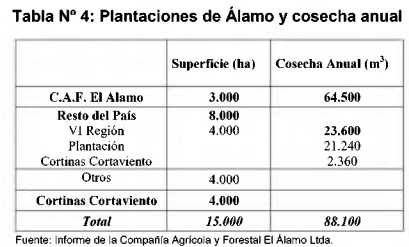 Tabla Nº 4: Plantaciones de Álamo y cosecha anual
Superficie (ha) Cosecha Anual (m³)
C.A.F. El Alamo 3.000 64.500
Resto del País 8.000
VI Región 4.000 23.600
Plantación 21.240
Cortinas Cortaviento 2.360
Otros 4.000
Cortinas Cortaviento 4.000
Total 15.000 88.100
Fuente: Informe de la Compañía Agrícola y Forestal El Álamo Ltda.